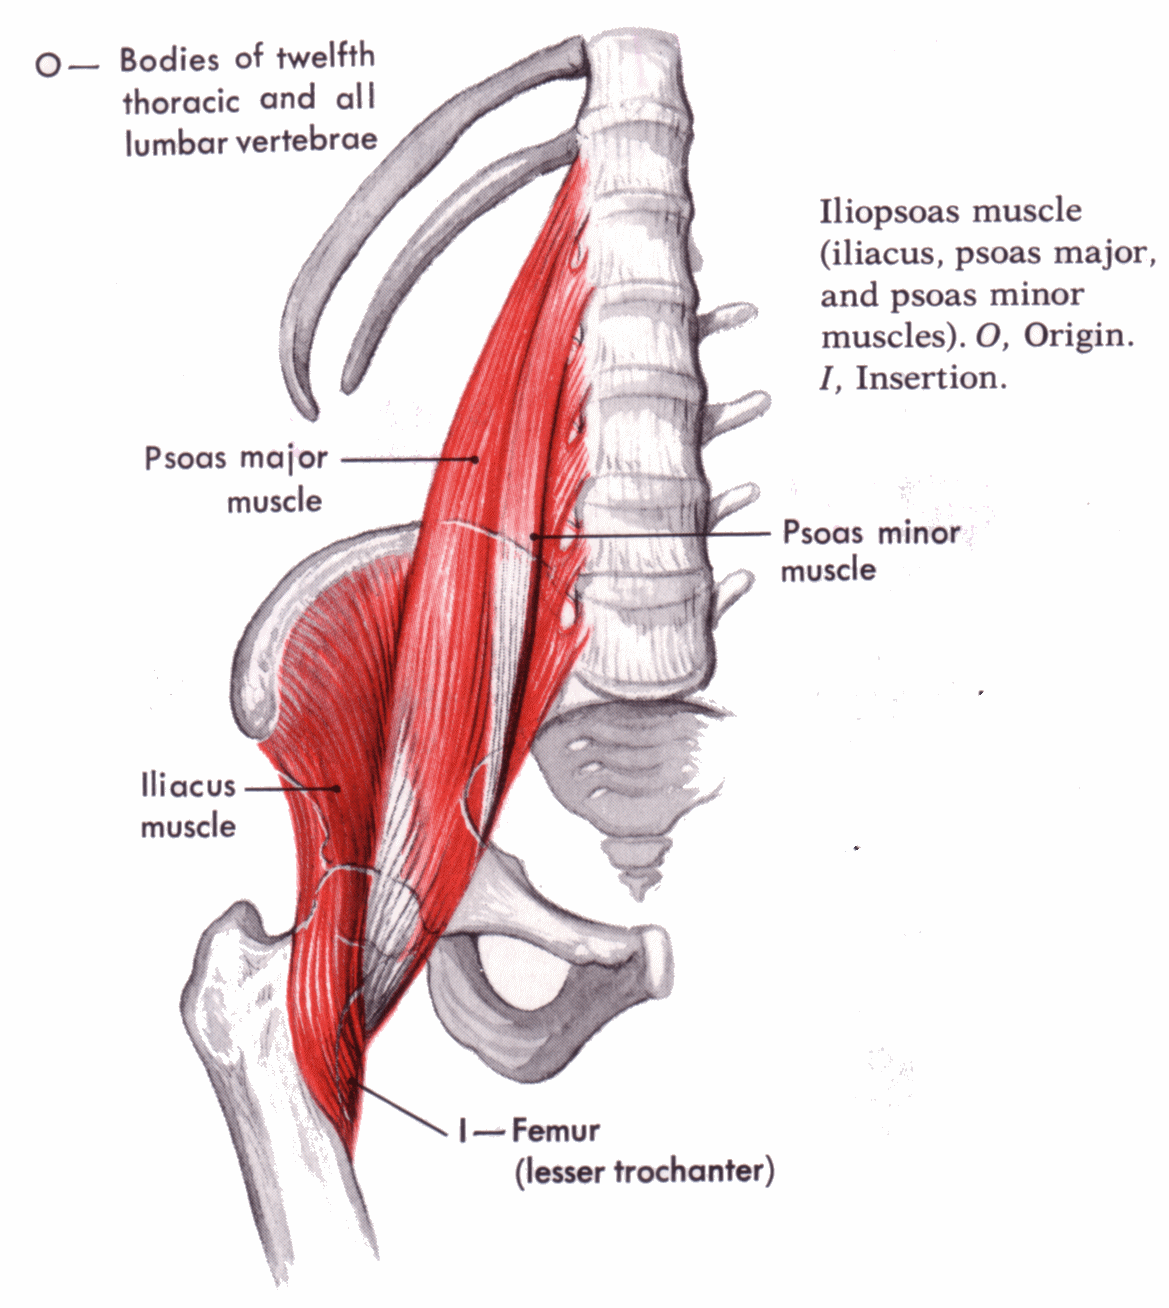 O— Bodies of twelfth
thoracic and all
lumbar vertebrae
Iliopsoas muscle
(iliacus, psoas major,
and psoas minor
muscles). O, Origin.
I, Insertion.
Psoas major
muscle
Psoas minor
muscle
Iliacus
muscle
I— Femur
(lesser trochanter)